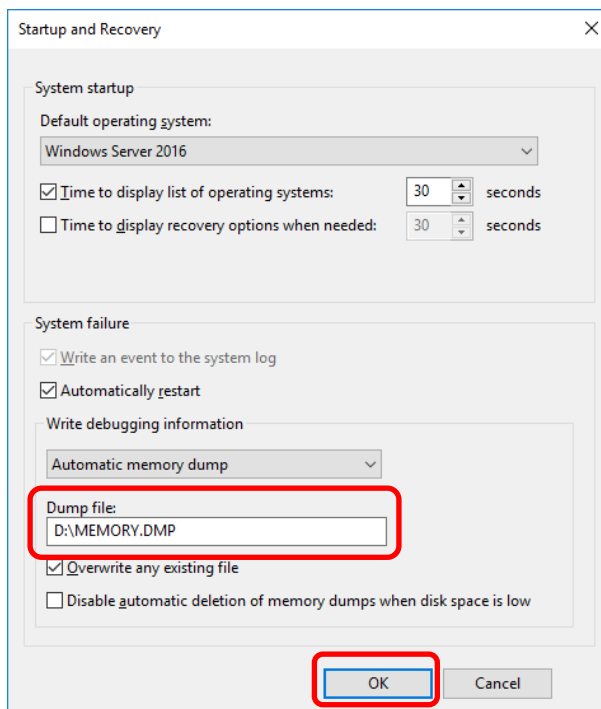 Startup and Recovery
System startup
Default operating system:
Windows Server 2016
Time to display list of operating systems: 30 seconds
Time to display recovery options when needed: 30 seconds
System failure
Write an event to the system log
Automatically restart
Write debugging information
Automatic memory dump
Dump file:
D:\MEMORY.DMP
Overwrite any existing file
Disable automatic deletion of memory dumps when disk space is low
OK Cancel